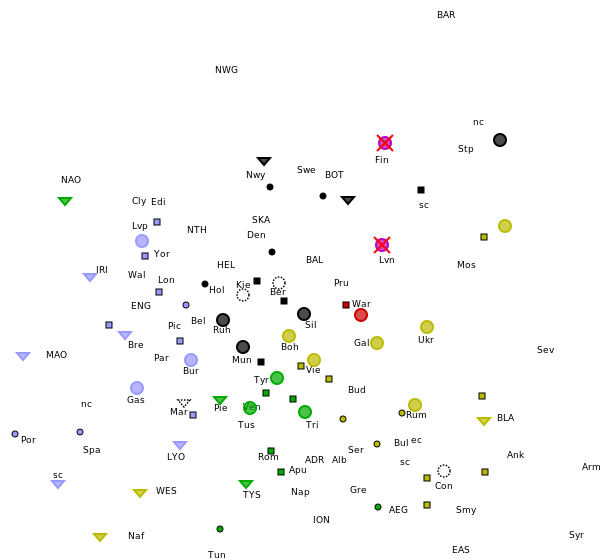 BAR
NWG
nc
Stp
Fin
Swe BOT
Nwy
NAO
sc
Cly Edi
SKA
Lvp
NTH
Den
Yor
BAL
Lvn
Mos
IRI
Wal
HEL
Lon
Kie
Ber
Pru
Hol
ENG
War
Bel
Ruh
Pic
Sil
Bre
Gal
Ukr
Boh
Sev
MAO
Par
Mun
Bur
Vie
Tyr
Bud
Gas
nc
Mar
Pie
Ven
Rum
BLA
Tus
Tri
Por
Spa
Bul ec
Rom
Ser
Ank
LYO
ADR Alb
sc
Apu
Arm
sc
WES
TYS
Nap
Gre
Con
AEG
Smy
ION
Naf
Syr
EAS
Tun